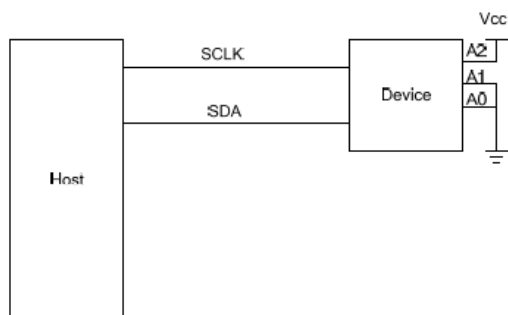 Vcc
SCLK
A2
A1
Device
A0
SDA
Host